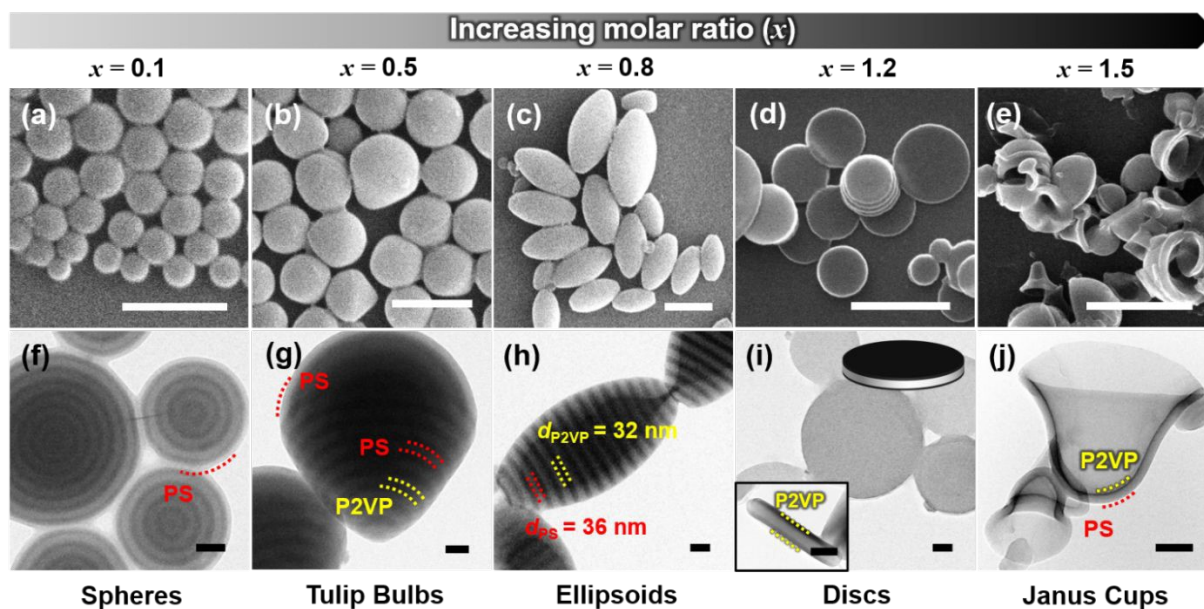 Increasing molar ratio (x)
x = 0.1
x = 0.5
x = 0.8
x = 1.2
x = 1.5
(a)
(b)
(c)
(d)
(e)
(f)
PS
(g)
PS
PS
P2VP
(h)
dP2VP = 32 nm
dPS = 36 nm
(i)
P2VP
(j)
P2VP
PS
Spheres
Tulip Bulbs
Ellipsoids
Discs
Janus Cups